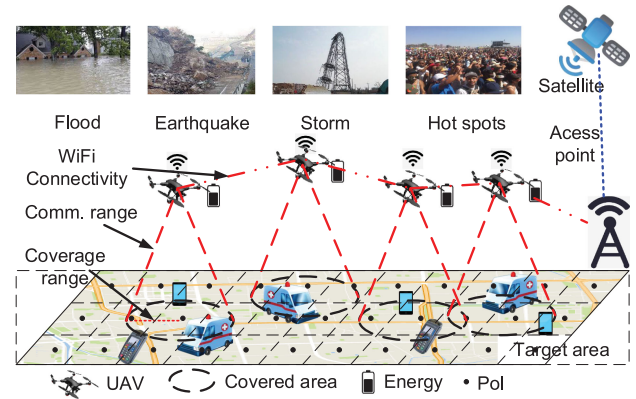 Satellite
Flood
Earthquake
Storm
Hot spots
Acess
point
WiFi
Connectivity
Comm. range
Coverage
range
Target area
UAV
Covered area
Energy
PoI